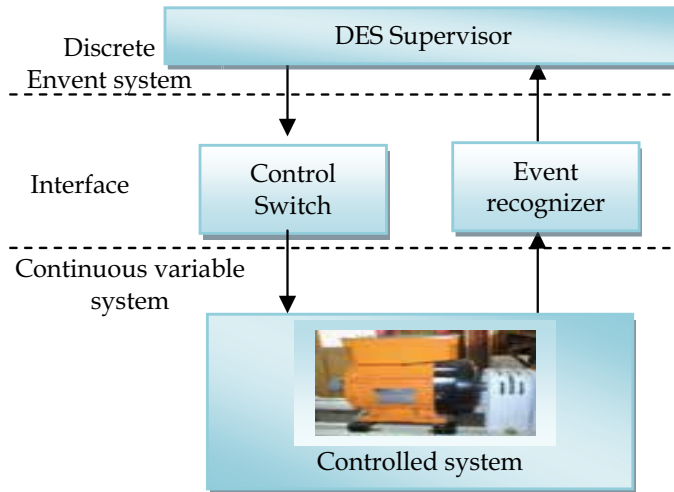 DES Supervisor
Discrete
Envent system
Interface
Control
Switch
Event
recognizer
Continuous variable
system
Controlled system